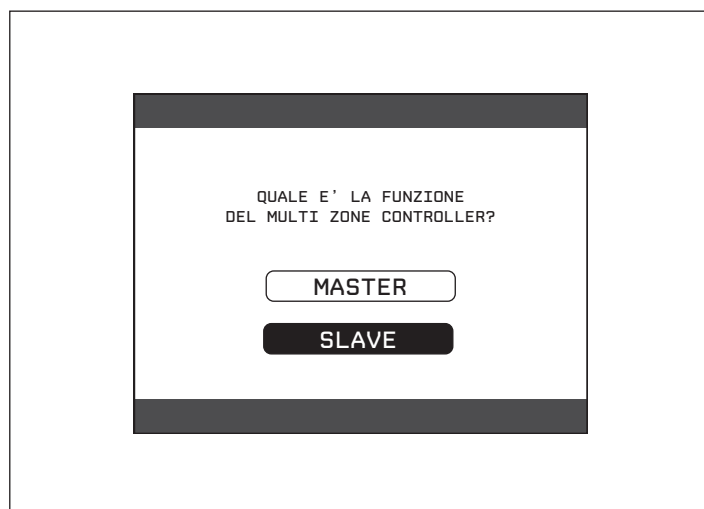 QUALE E' LA FUNZIONE
DEL MULTI ZONE CONTROLLER?
MASTER
SLAVE